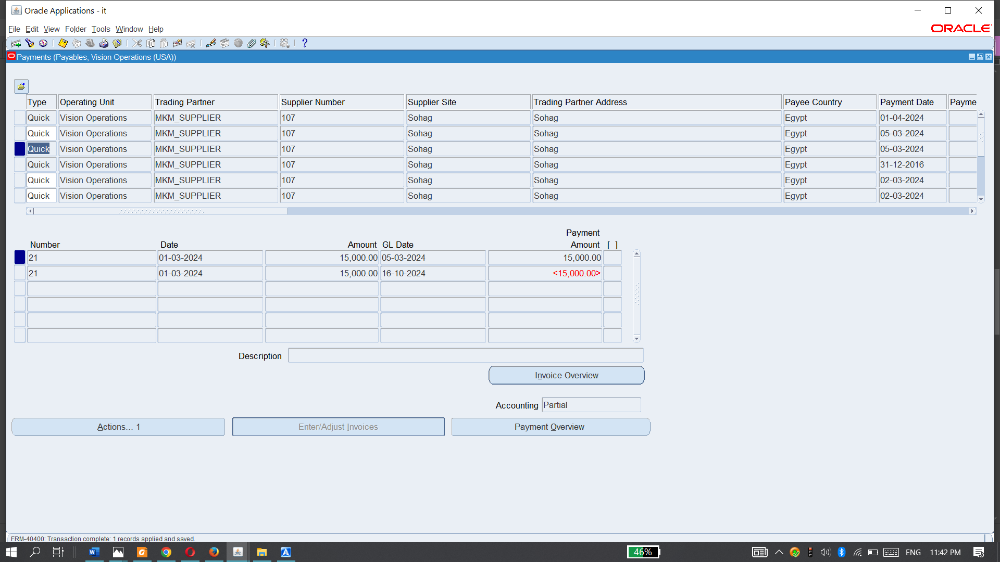 Oracle Applications - it
File Edit View Folder Tools Window Help
ORACLE
Payments (Payables, Vision Operations (USA))
Type Operating Unit Trading Partner Supplier Number Supplier Site Trading Partner Address Payee Country Payment Date Payme
Quick Vision Operations MKM_SUPPLIER 107 Sohag Sohag Egypt 01-04-2024
Quick Vision Operations MKM_SUPPLIER 107 Sohag Sohag Egypt 05-03-2024
Quick Vision Operations MKM_SUPPLIER 107 Sohag Sohag Egypt 05-03-2024
Quick Vision Operations MKM_SUPPLIER 107 Sohag Sohag Egypt 31-12-2016
Quick Vision Operations MKM_SUPPLIER 107 Sohag Sohag Egypt 02-03-2024
Quick Vision Operations MKM_SUPPLIER 107 Sohag Sohag Egypt 02-03-2024
Payment
Number Date Amount GL Date Amount [ ]
21 01-03-2024 15,000.00 05-03-2024 15,000.00
21 01-03-2024 15,000.00 16-10-2024 <15,000.00>
Description
Invoice Overview
Accounting Partial
Actions... 1 Enter/Adjust Invoices Payment Overview
FRM-40400: Transaction complete: 1 records applied and saved.
46% ENG 11:42 PM